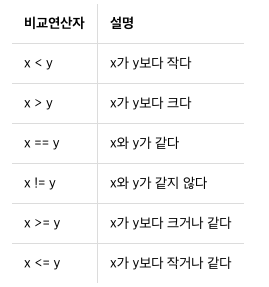 비교연산자 설명
x < y x가 y보다 작다
x > y x가 y보다 크다
x == y x와 y가 같다
x != y x와 y가 같지 않다
x >= y x가 y보다 크거나 같다
x <= y x가 y보다 작거나 같다